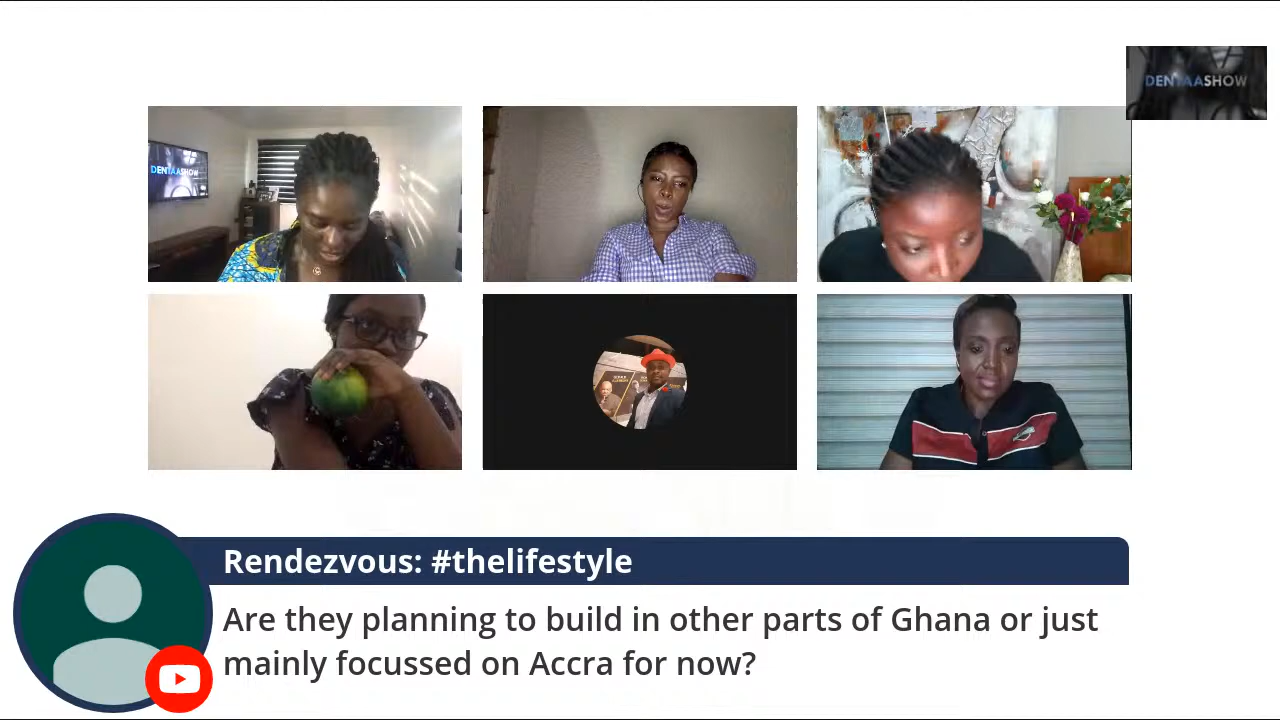 DENTAASHOW
DENTAASHOW
Rendezvous: #thelifestyle
Are they planning to build in other parts of Ghana or just
mainly focussed on Accra for now?